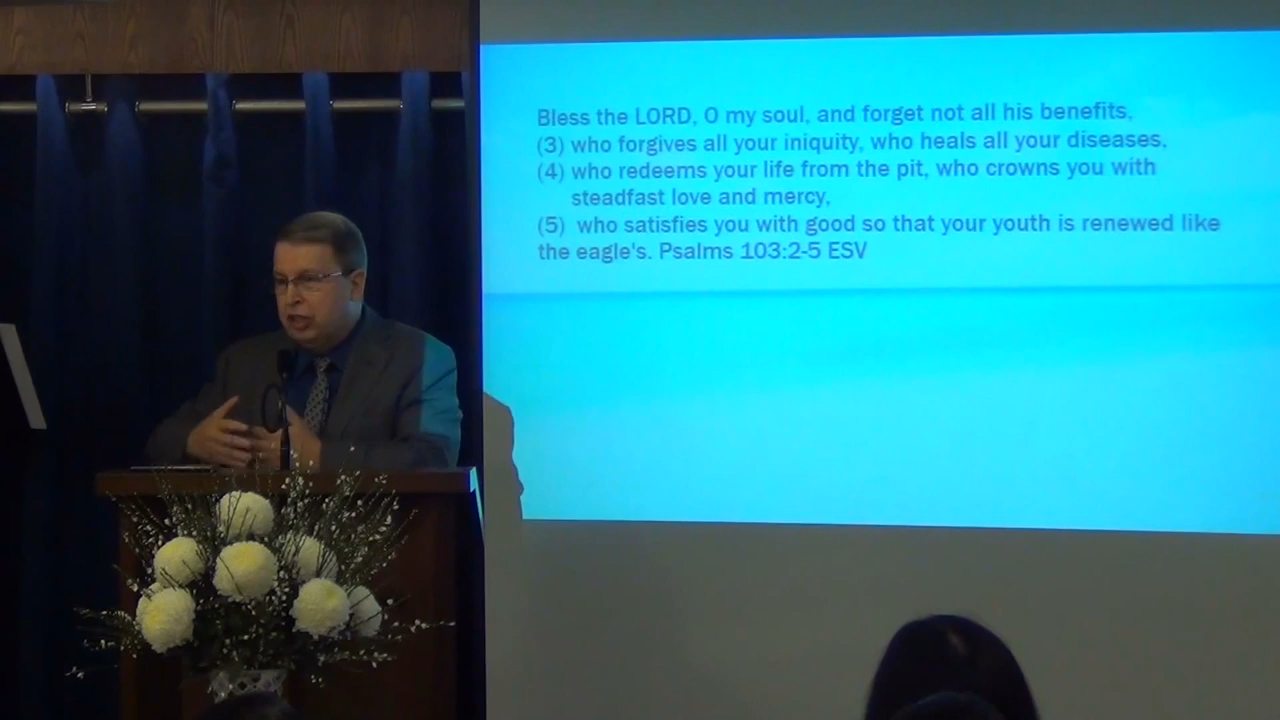 Bless the LORD, O my soul, and forget not all his benefits,
(3) who forgives all your iniquity, who heals all your diseases,
(4) who redeems your life from the pit, who crowns you with
steadfast love and mercy,
(5) who satisfies you with good so that your youth is renewed like
the eagle's. Psalms 103:2-5 ESV